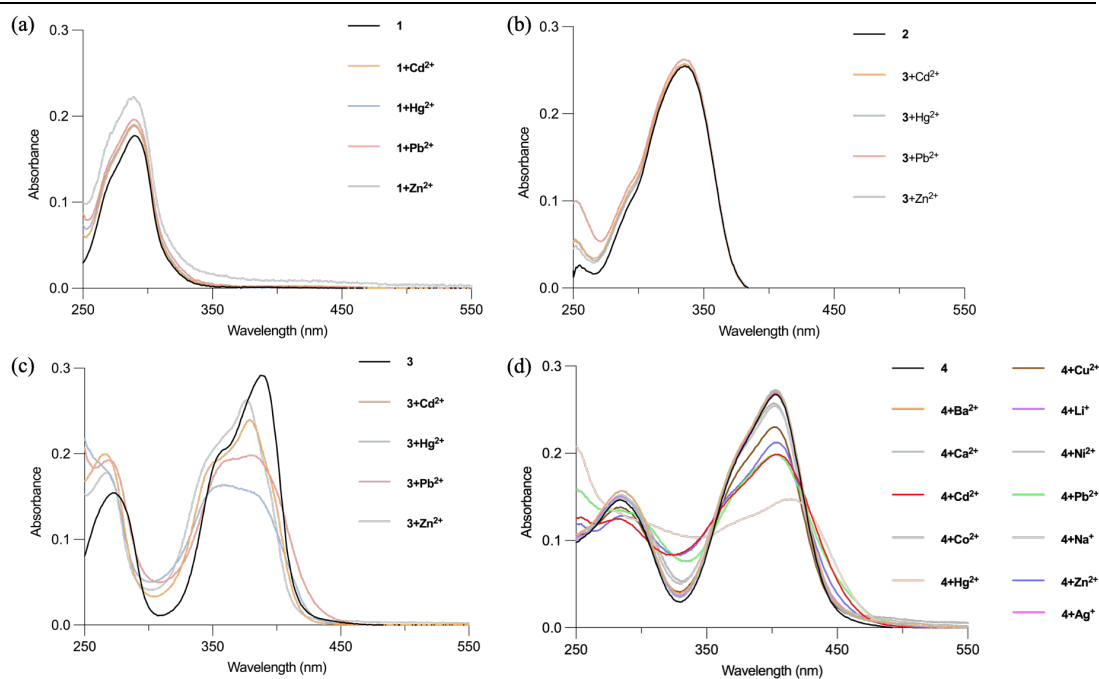 (a)
0.3
0.2
0.1
0.0
Absorbance
250
350
450
550
Wavelength (nm)
1
1+Cd²⁺
1+Hg²⁺
1+Pb²⁺
1+Zn²⁺
(b)
0.3
0.2
0.1
0.0
Absorbance
250
350
450
550
Wavelength (nm)
2
3+Cd²⁺
3+Hg²⁺
3+Pb²⁺
3+Zn²⁺
(c)
0.3
0.2
0.1
0.0
Absorbance
250
350
450
550
Wavelength (nm)
3
3+Cd²⁺
3+Hg²⁺
3+Pb²⁺
3+Zn²⁺
(d)
0.3
0.2
0.1
0.0
Absorbance
250
350
450
550
Wavelength (nm)
4
4+Ba²⁺
4+Ca²⁺
4+Cd²⁺
4+Co²⁺
4+Hg²⁺
4+Cu²⁺
4+Li⁺
4+Ni²⁺
4+Pb²⁺
4+Na⁺
4+Zn²⁺
4+Ag⁺